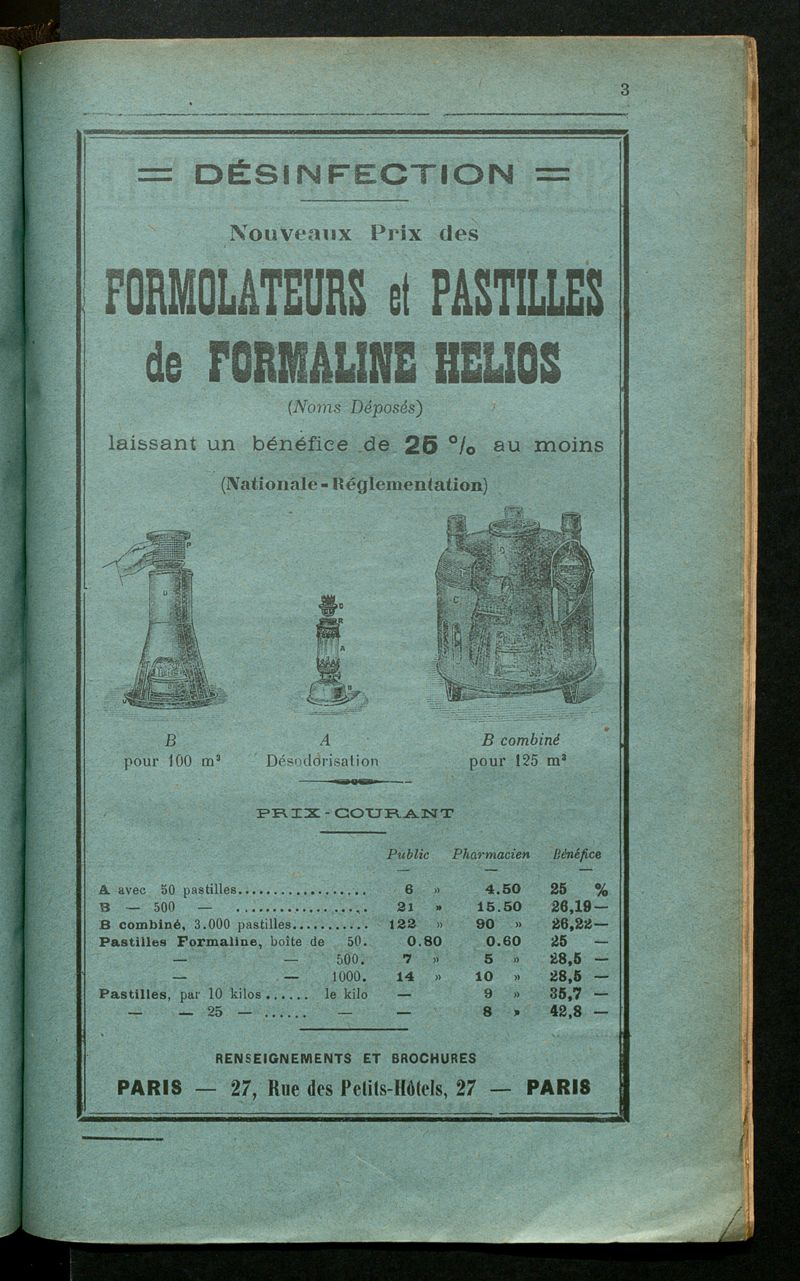 3
= DÉSINFECTION =
Nouveaux Prix des
FORMOLATEURS et PASTILLES
de FORMALINE HELIOS
(Noms Déposés)
laissant un bénéfice de 25 % au moins
(Nationale-Réglementation)
B
pour 100 m³
A
Désodorisation
B combiné
pour 125 m³
PRIX-COURANT
Public Pharmacien Bénéfice
A avec 50 pastilles.................. 6 » 4.50 25 %
B — 500 — .................. 21 » 15.50 26,19—
B combiné, 3.000 pastilles........... 122 » 90 » 26,22—
Pastilles Formaline, boîte de 50. 0.80 0.60 25 —
— — 500. 7 » 5 » 28,5 —
— — 1000. 14 » 10 » 28,5 —
Pastilles, par 10 kilos...... le kilo — 9 » 35,7 —
— — 25 — ...... — — 8 » 42,8 —
RENSEIGNEMENTS ET BROCHURES
PARIS — 27, Rue des Petits-Hôtels, 27 — PARIS